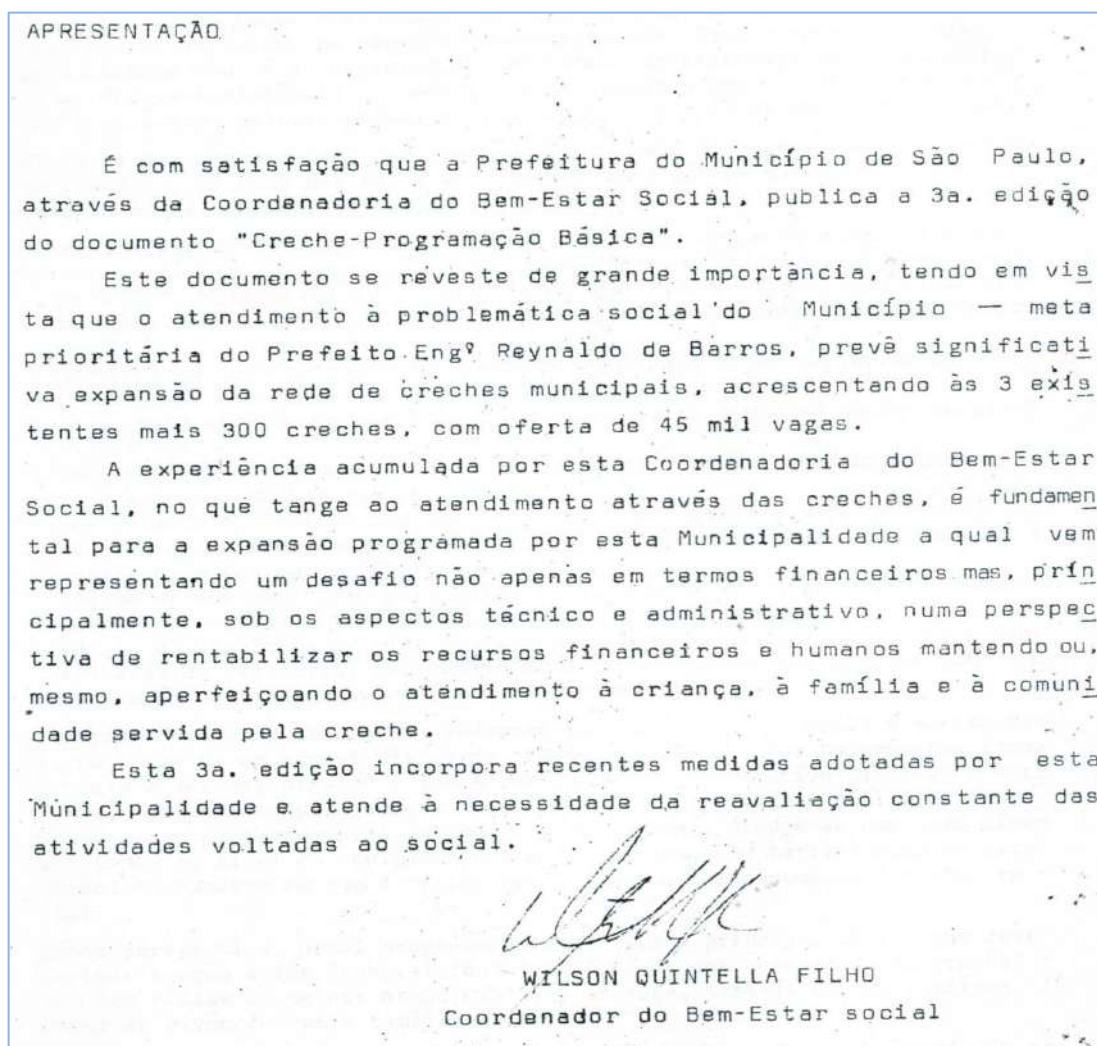 APRESENTAÇÃO
É com satisfação que a Prefeitura do Município de São Paulo,
através da Coordenadoria do Bem-Estar Social, publica a 3a. edição
do documento "Creche-Programação Básica".
Este documento se reveste de grande importância, tendo em vis
ta que o atendimento à problemática social do Município — meta
prioritária do Prefeito Engº Reynaldo de Barros, prevê significati
va expansão da rede de creches municipais, acrescentando às 3 exis
tentes mais 300 creches, com oferta de 45 mil vagas.
A experiência acumulada por esta Coordenadoria do Bem-Estar
Social, no que tange ao atendimento através das creches, é fundamen
tal para a expansão programada por esta Municipalidade a qual vem
representando um desafio não apenas em termos financeiros mas, prin
cipalmente, sob os aspectos técnico e administrativo, numa perspec
tiva de rentabilizar os recursos financeiros e humanos mantendo ou,
mesmo, aperfeiçoando o atendimento à criança, à família e à comuni
dade servida pela creche.
Esta 3a. edição incorpora recentes medidas adotadas por esta
Municipalidade e atende à necessidade da reavaliação constante das
atividades voltadas ao social.
WILSON QUINTELLA FILHO
Coordenador do Bem-Estar social